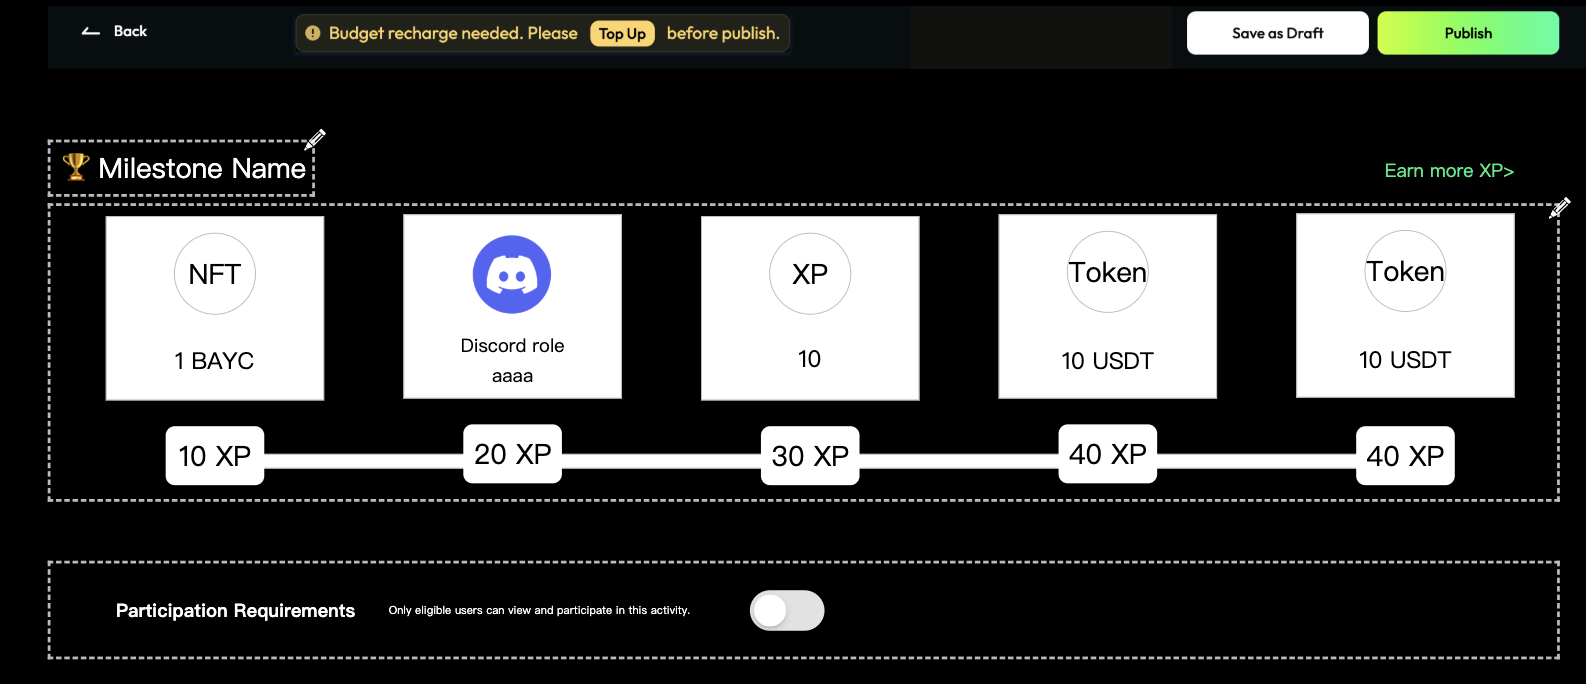 Back
Budget recharge needed. Please Top Up before publish.
Save as Draft
Publish
Milestone Name
Earn more XP>
NFT
1 BAYC
Discord role
aaaa
XP
10
Token
10 USDT
Token
10 USDT
10 XP
20 XP
30 XP
40 XP
40 XP
Participation Requirements
Only eligible users can view and participate in this activity.